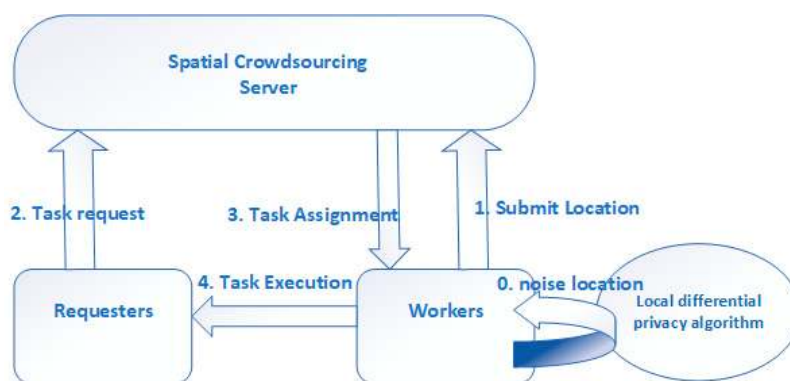 Spatial Crowdsourcing
Server
2. Task request
3. Task Assignment
1. Submit Location
4. Task Execution
0. noise location
Requesters
Workers
Local differential
privacy algorithm